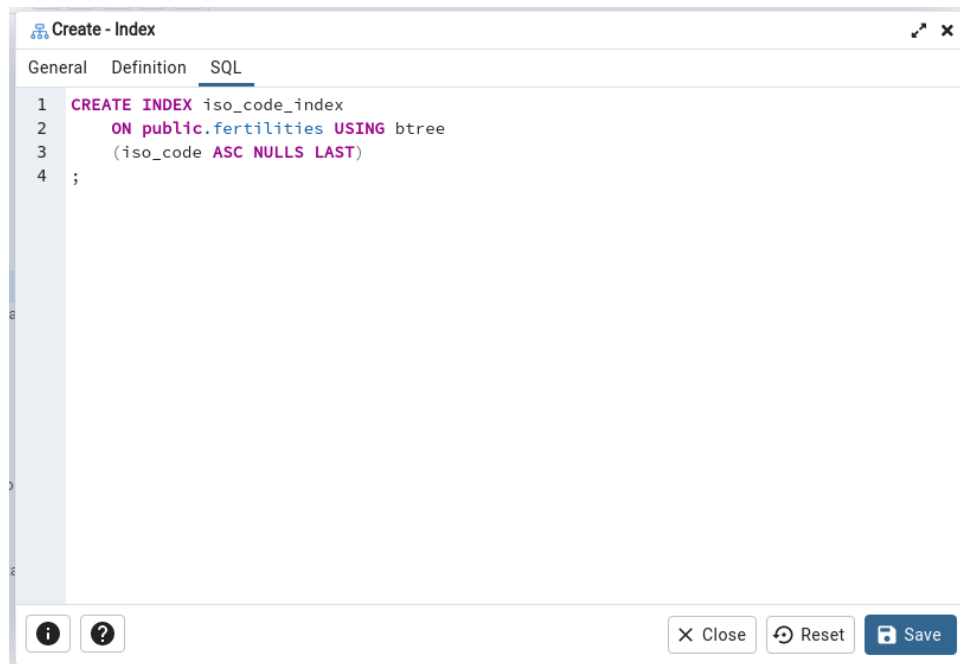 Create - Index
General Definition SQL
1 CREATE INDEX iso_code_index
2 ON public.fertilities USING btree
3 (iso_code ASC NULLS LAST)
4 ;
Close Reset Save